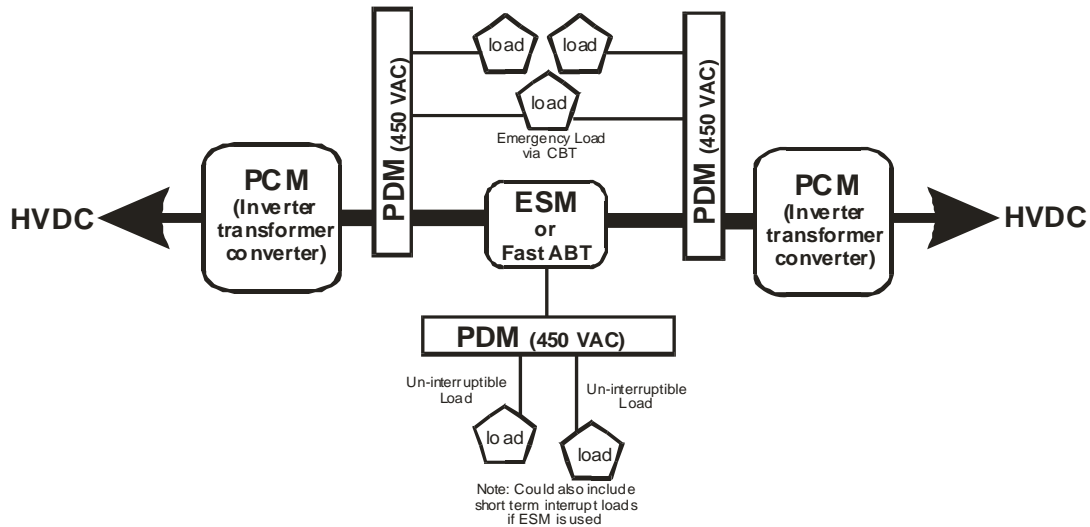 load
load
load
Emergency Load
via CBT
PDM (450 VAC)
PDM (450 VAC)
HVDC
PCM
(Inverter
transformer
converter)
ESM
or
Fast ABT
PCM
(Inverter
transformer
converter)
HVDC
PDM (450 VAC)
Un-interruptible
Load
Un-interruptible
Load
load
load
Note: Could also include
short term interrupt loads
if ESM is used